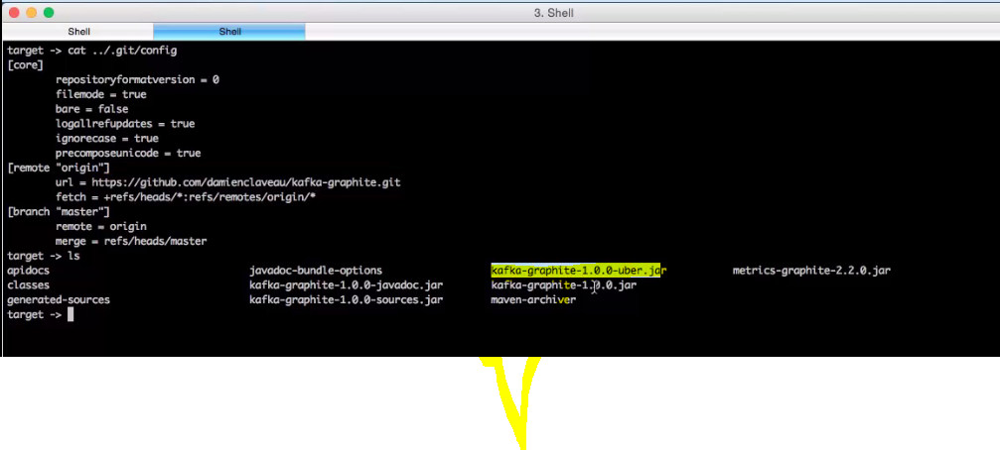 3. Shell
Shell Shell
target -> cat ../.git/config
[core]
repositoryformatversion = 0
filemode = true
bare = false
logallrefupdates = true
ignorecase = true
precomposeunicode = true
[remote "origin"]
url = https://github.com/damienclaveau/kafka-graphite.git
fetch = +refs/heads/*:refs/remotes/origin/*
[branch "master"]
remote = origin
merge = refs/heads/master
target -> ls
apidocs javadoc-bundle-options kafka-graphite-1.0.0-uber.jar metrics-graphite-2.2.0.jar
classes kafka-graphite-1.0.0-javadoc.jar kafka-graphite-1.0.0.jar
generated-sources kafka-graphite-1.0.0-sources.jar maven-archiver
target ->